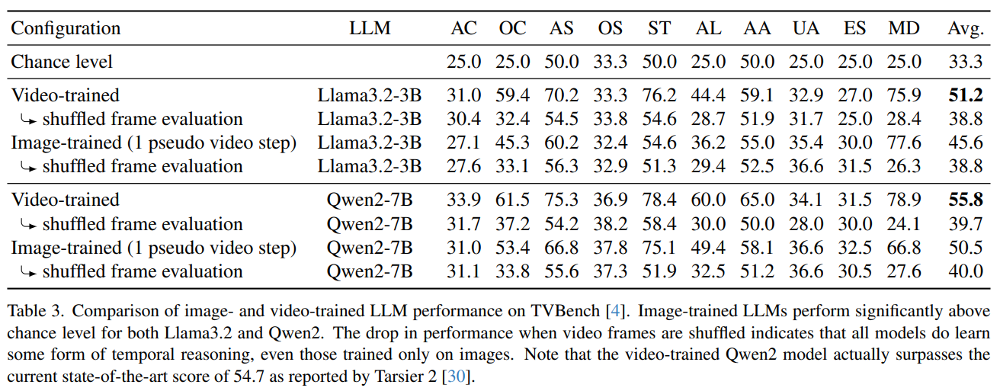 Configuration LLM AC OC AS OS ST AL AA UA ES MD Avg.
Chance level 25.0 25.0 50.0 33.3 50.0 25.0 50.0 25.0 25.0 25.0 33.3
Video-trained Llama3.2-3B 31.0 59.4 70.2 33.3 76.2 44.4 59.1 32.9 27.0 75.9 51.2
↪ shuffled frame evaluation Llama3.2-3B 30.4 32.4 54.5 33.8 54.6 28.7 51.9 31.7 25.0 28.4 38.8
Image-trained (1 pseudo video step) Llama3.2-3B 27.1 45.3 60.2 32.4 54.6 36.2 55.0 35.4 30.0 77.6 45.6
↪ shuffled frame evaluation Llama3.2-3B 27.6 33.1 56.3 32.9 51.3 29.4 52.5 36.6 31.5 26.3 38.8
Video-trained Qwen2-7B 33.9 61.5 75.3 36.9 78.4 60.0 65.0 34.1 31.5 78.9 55.8
↪ shuffled frame evaluation Qwen2-7B 31.7 37.2 54.2 38.2 58.4 30.0 50.0 28.0 30.0 24.1 39.7
Image-trained (1 pseudo video step) Qwen2-7B 31.0 53.4 66.8 37.8 75.1 49.4 58.1 36.6 32.5 66.8 50.5
↪ shuffled frame evaluation Qwen2-7B 31.1 33.8 55.6 37.3 51.9 32.5 51.2 36.6 30.5 27.6 40.0
Table 3. Comparison of image- and video-trained LLM performance on TVBench [4]. Image-trained LLMs perform significantly above
chance level for both Llama3.2 and Qwen2. The drop in performance when video frames are shuffled indicates that all models do learn
some form of temporal reasoning, even those trained only on images. Note that the video-trained Qwen2 model actually surpasses the
current state-of-the-art score of 54.7 as reported by Tarsier 2 [30].